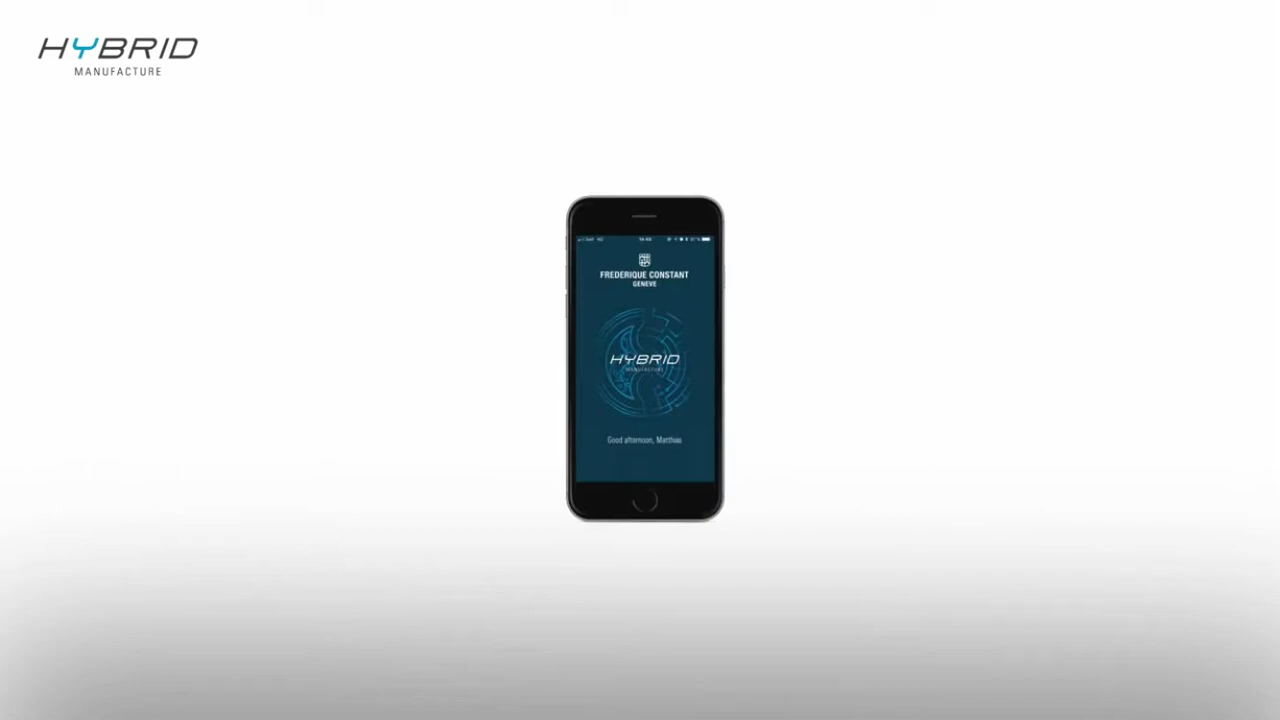 HYBRID
MANUFACTURE
FREDERIQUE CONSTANT
GENEVE
HYBRID
MANUFACTURE
Good afternoon, Matthias